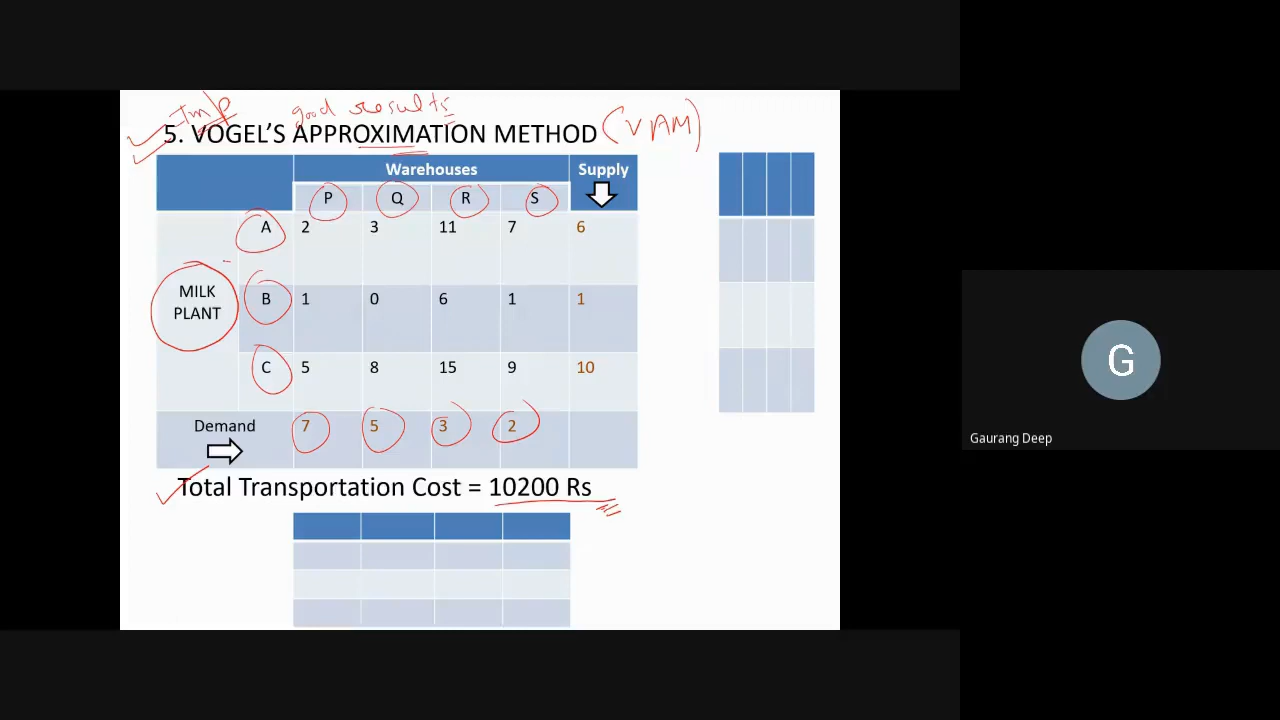 Imp good results
5. VOGEL'S APPROXIMATION METHOD (VAM)
Warehouses Supply
P Q R S
A 2 3 11 7 6
MILK PLANT
B 1 0 6 1 1
C 5 8 15 9 10
Demand 7 5 3 2
Total Transportation Cost = 10200 Rs
G
Gaurang Deep